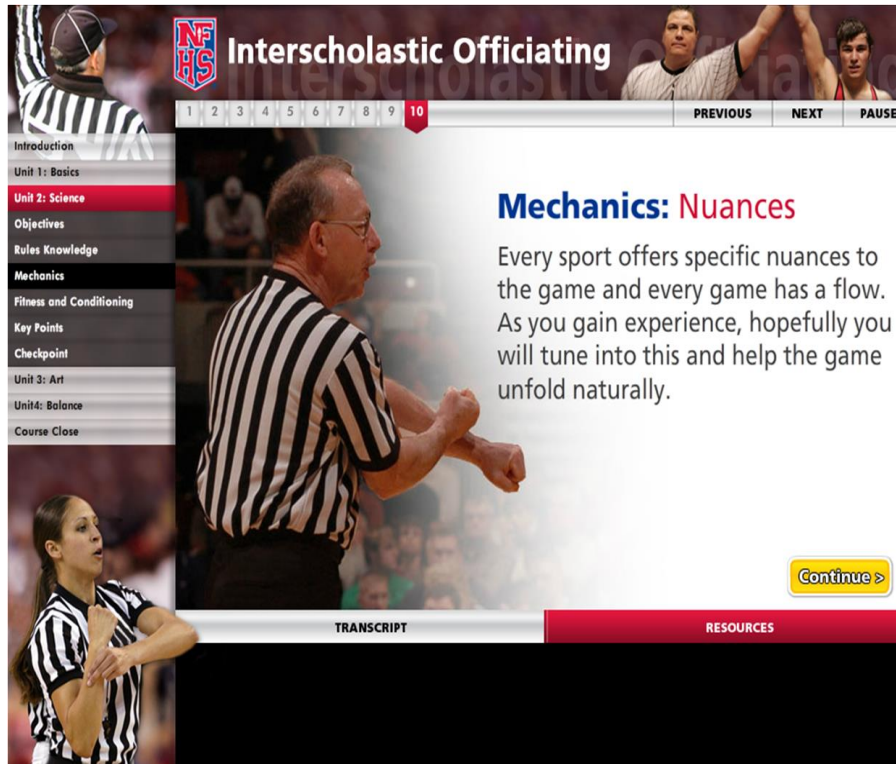 NF
HS
Interscholastic Officiating
1 2 3 4 5 6 7 8 9 10
PREVIOUS NEXT PAUSE
Introduction
Unit 1: Basics
Unit 2: Science
Objectives
Rules Knowledge
Mechanics
Fitness and Conditioning
Key Points
Checkpoint
Unit 3: Art
Unit4: Balance
Course Close
Mechanics: Nuances
Every sport offers specific nuances to
the game and every game has a flow.
As you gain experience, hopefully you
will tune into this and help the game
unfold naturally.
Continue >
TRANSCRIPT RESOURCES